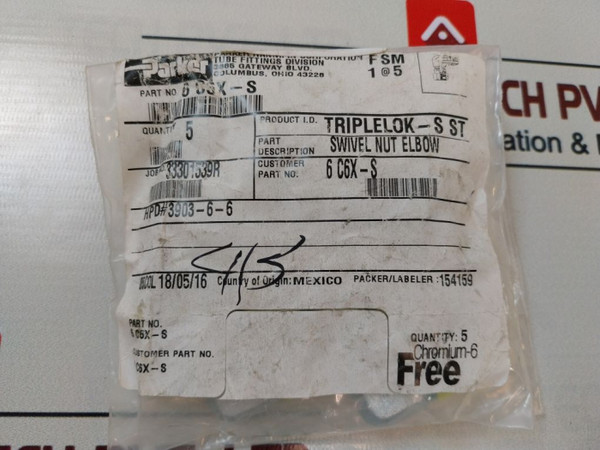 Parker
TUBE FITTINGS DIVISION
GATEWAY BLVD.
COLUMBUS, OHIO 43228
FSM
1 @ 5
PART NO. 6 C6X-S
QUANTITY 5
PRODUCT I.D. TRIPLELOK-S ST
PART DESCRIPTION SWIVEL NUT ELBOW
CUSTOMER PART NO. 6 C6X-S
33301539R
3903-6-6
18/05/16 Country of Origin: MEXICO PACKER/LABELER: 154159
PART NO.
6 C6X-S
CUSTOMER PART NO.
C6X-S
QUANTITY: 5
Chromium-6
Free
CH PV
ation &